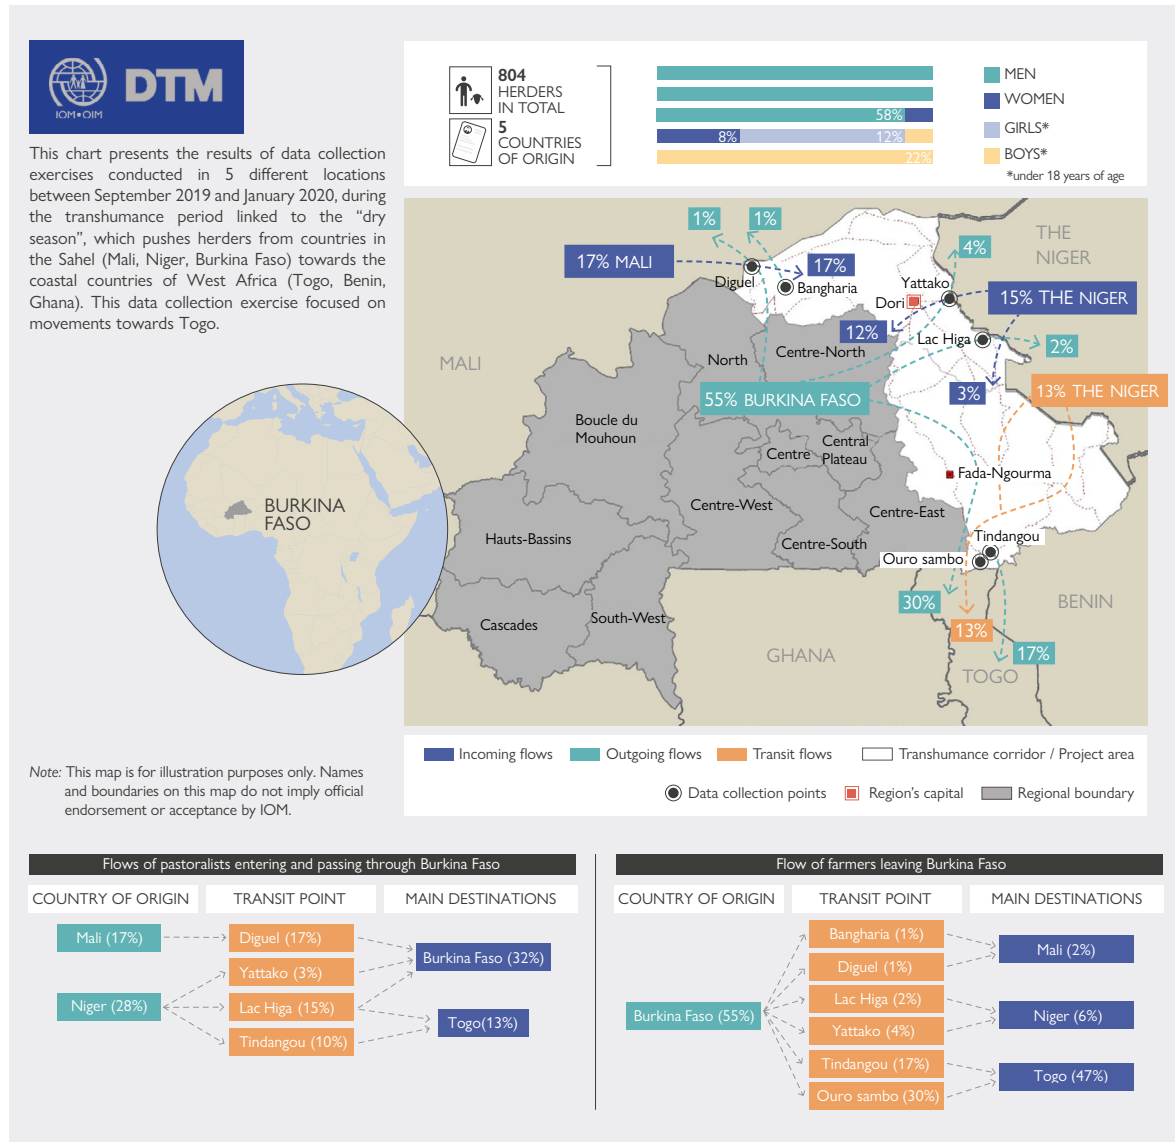 IOM•OIM
DTM
This chart presents the results of data collection
exercises conducted in 5 different locations
between September 2019 and January 2020, during
the transhumance period linked to the “dry
season”, which pushes herders from countries in
the Sahel (Mali, Niger, Burkina Faso) towards the
coastal countries of West Africa (Togo, Benin,
Ghana). This data collection exercise focused on
movements towards Togo.
804
HERDERS
IN TOTAL
5
COUNTRIES
OF ORIGIN
58%
8%
12%
22%
MEN
WOMEN
GIRLS*
BOYS*
*under 18 years of age
1%
1%
4%
THE
NIGER
17% MALI
17%
Diguel
Bangharia
Yattako
Dori
15% THE NIGER
12%
Lac Higa
2%
MALI
North
Centre-North
55% BURKINA FASO
3%
13% THE NIGER
Boucle du
Mouhoun
Centre
Central
Plateau
Fada-Ngourma
Centre-West
Centre-East
Hauts-Bassins
Centre-South
Tindangou
Ouro sambo
30%
BENIN
Cascades
South-West
13%
GHANA
17%
TOGO
BURKINA
FASO
Incoming flows
Outgoing flows
Transit flows
Transhumance corridor / Project area
Data collection points
Region's capital
Regional boundary
Note: This map is for illustration purposes only. Names
and boundaries on this map do not imply official
endorsement or acceptance by IOM.
Flows of pastoralists entering and passing through Burkina Faso
COUNTRY OF ORIGIN
TRANSIT POINT
MAIN DESTINATIONS
Mali (17%)
Diguel (17%)
Burkina Faso (32%)
Yattako (3%)
Niger (28%)
Lac Higa (15%)
Togo(13%)
Tindangou (10%)
Flow of farmers leaving Burkina Faso
COUNTRY OF ORIGIN
TRANSIT POINT
MAIN DESTINATIONS
Bangharia (1%)
Mali (2%)
Diguel (1%)
Lac Higa (2%)
Burkina Faso (55%)
Niger (6%)
Yattako (4%)
Tindangou (17%)
Togo (47%)
Ouro sambo (30%)